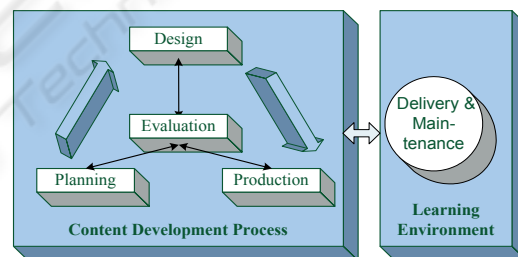 Design
Evaluation
Planning
Production
Content Development Process
Delivery &
Main-
tenance
Learning
Environment